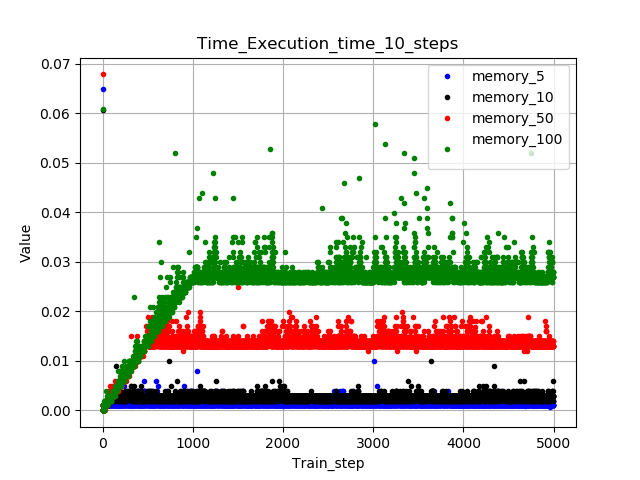 Time_Execution_time_10_steps
0.07
0.06
0.05
0.04
0.03
0.02
0.01
0.00
Value
memory_5
memory_10
memory_50
memory_100
0
1000
2000
3000
4000
5000
Train_step